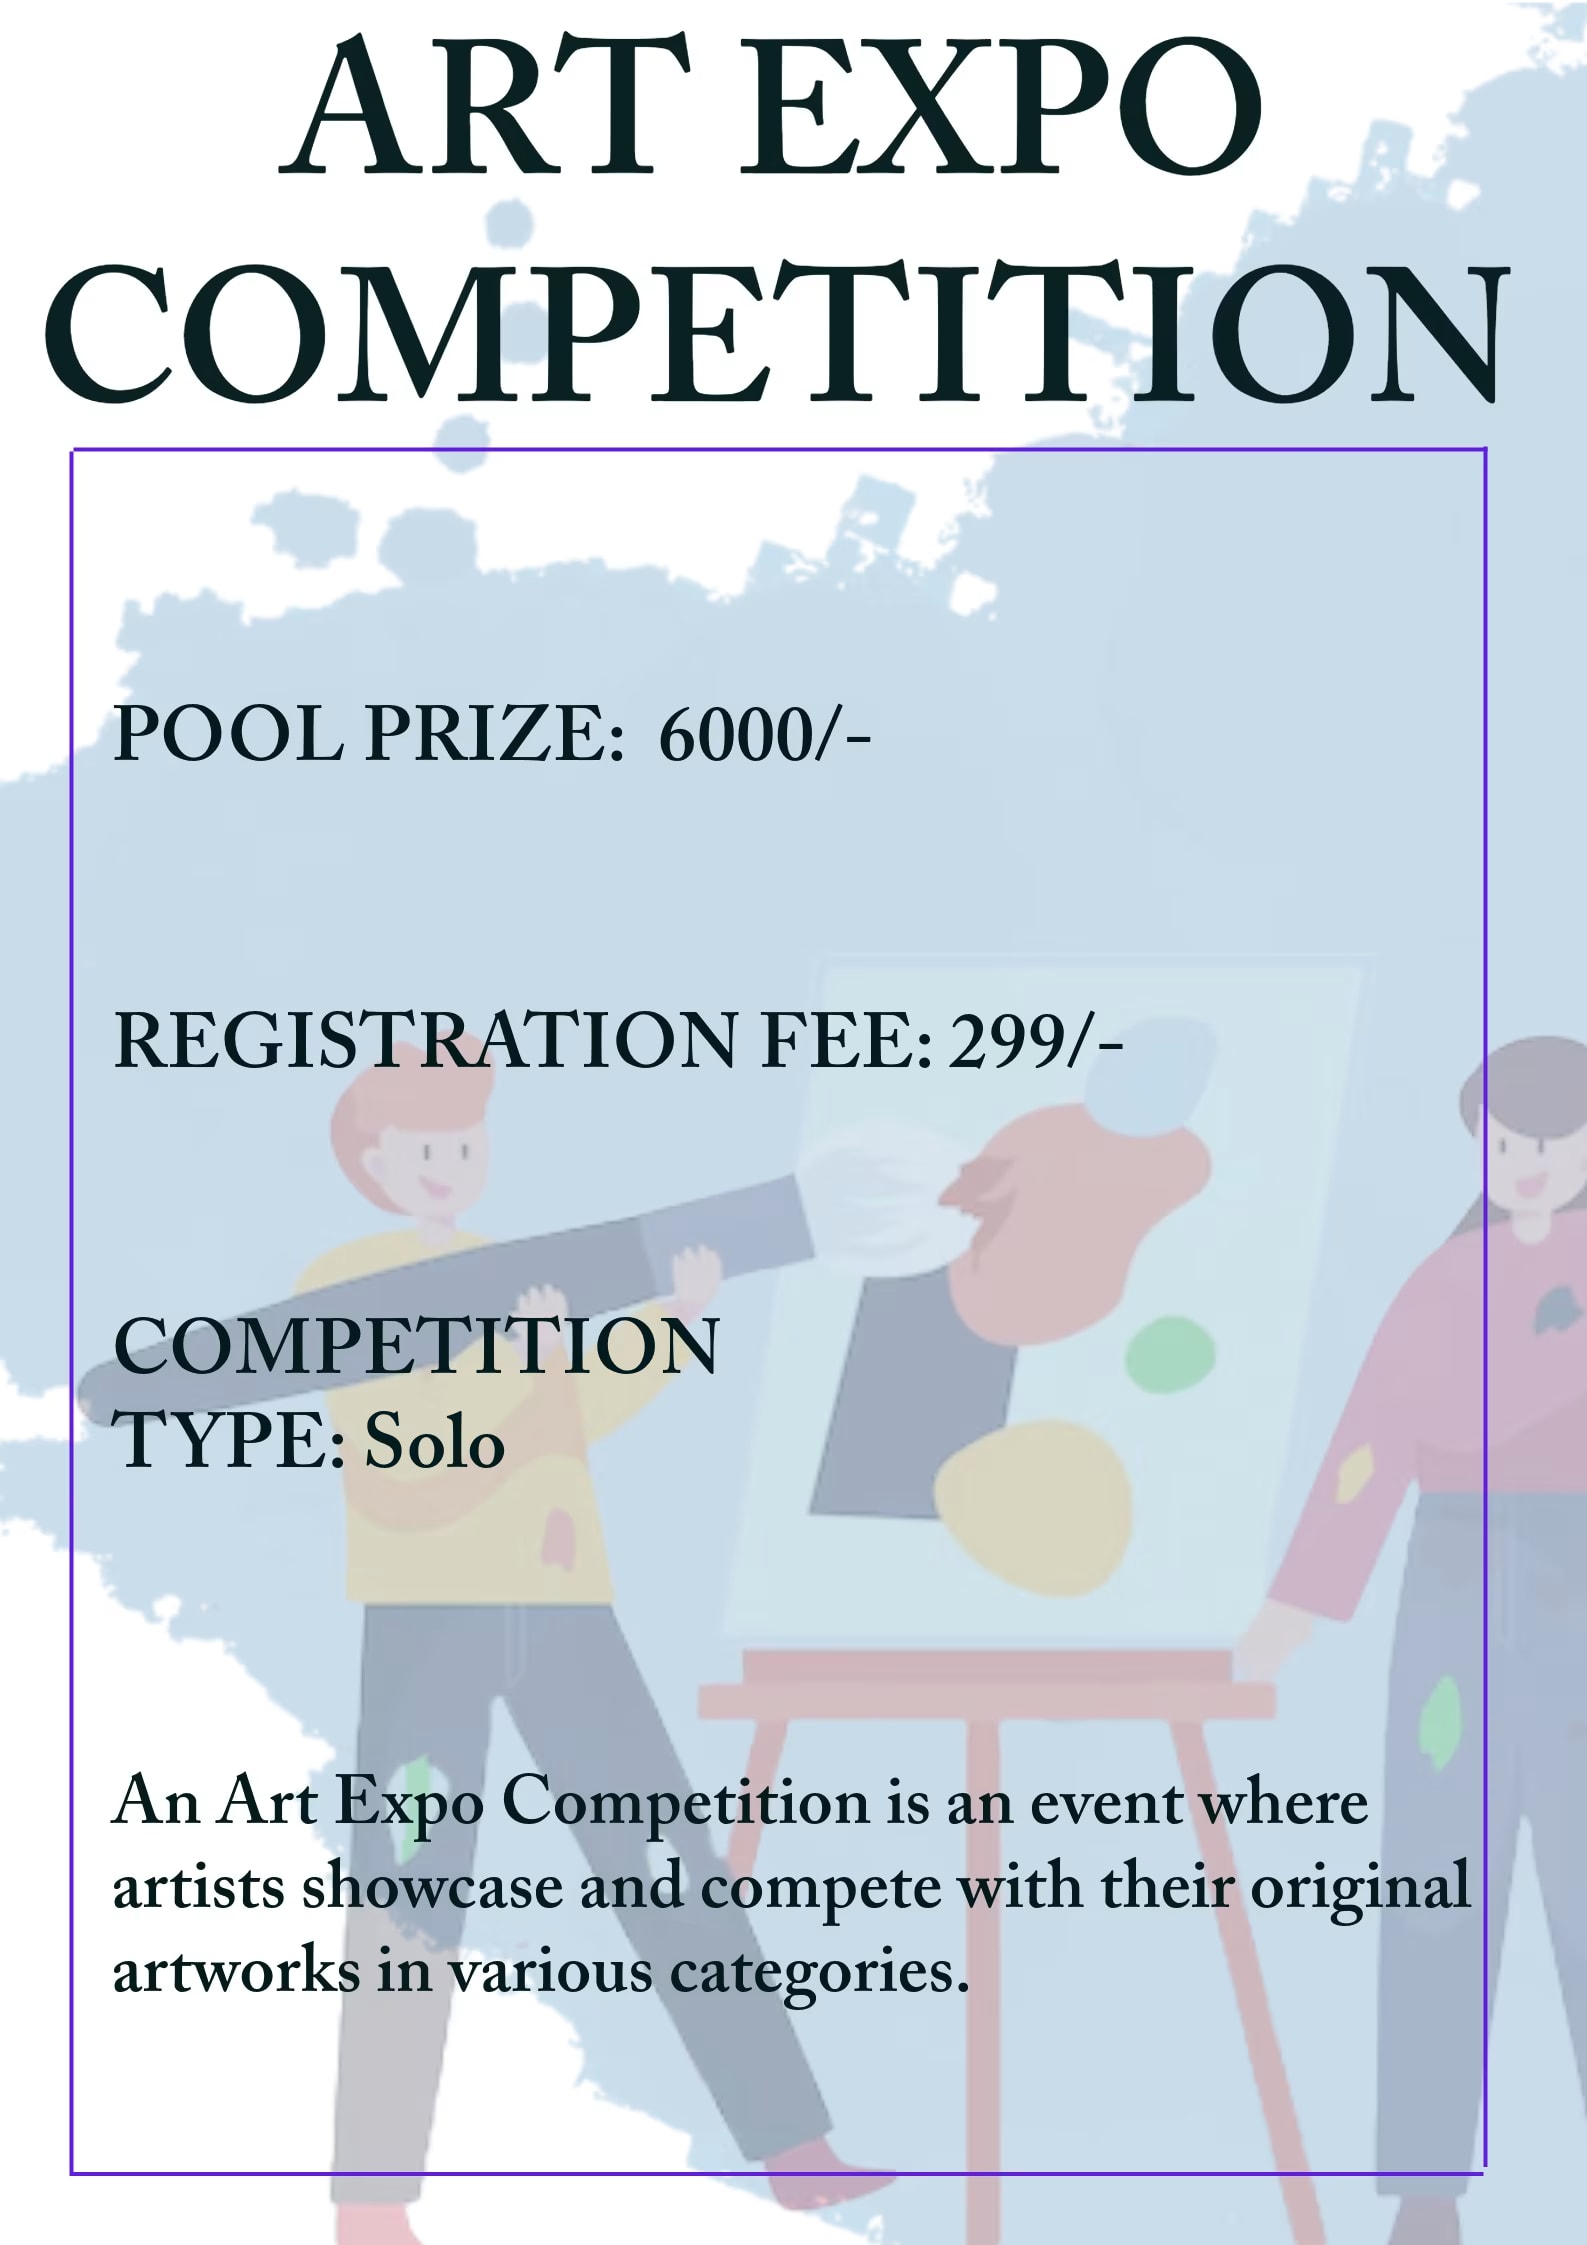 ART EXPO
COMPETITION
POOL PRIZE: 6000/-
REGISTRATION FEE: 299/-
COMPETITION
TYPE: Solo
An Art Expo Competition is an event where
artists showcase and compete with their original
artworks in various categories.